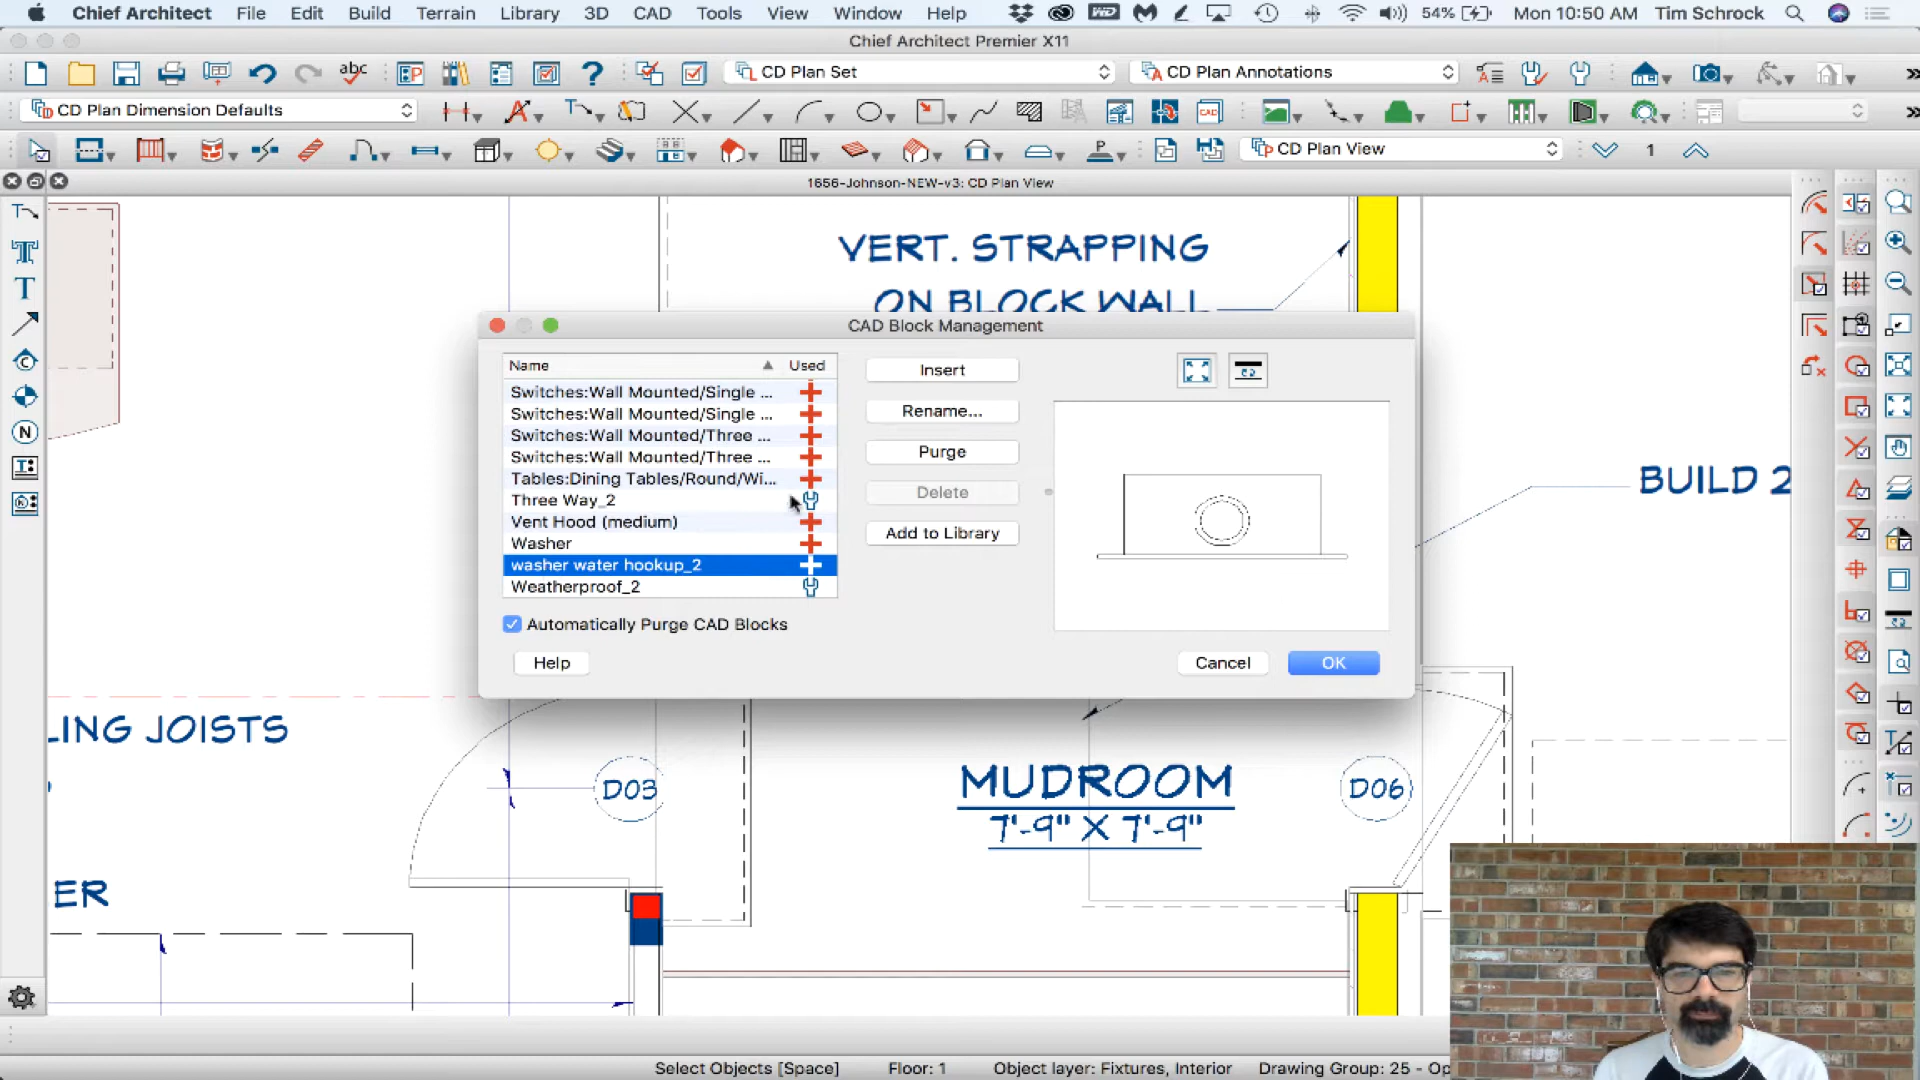 Chief Architect File Edit Build Terrain Library 3D CAD Tools View Window Help 54% Mon 10:50 AM Tim Schrock
Chief Architect Premier X11
abc CD Plan Set CD Plan Annotations
CD Plan Dimension Defaults
CD Plan View 1
1656-Johnson-NEW-v3: CD Plan View
VERT. STRAPPING
ON BLOCK WALL
CAD Block Management
Name Used
Switches:Wall Mounted/Single ...
Switches:Wall Mounted/Single ...
Switches:Wall Mounted/Three ...
Switches:Wall Mounted/Three ...
Tables:Dining Tables/Round/Wi...
Three Way_2
Vent Hood (medium)
Washer
washer water hookup_2
Weatherproof_2
Insert
Rename...
Purge
Delete
Add to Library
Automatically Purge CAD Blocks
Help
Cancel
OK
BUILD 2
LING JOISTS
D03
MUDROOM
7'-9" X 7'-9"
D06
ER
Select Objects [Space] Floor: 1 Object layer: Fixtures, Interior Drawing Group: 25 - Op